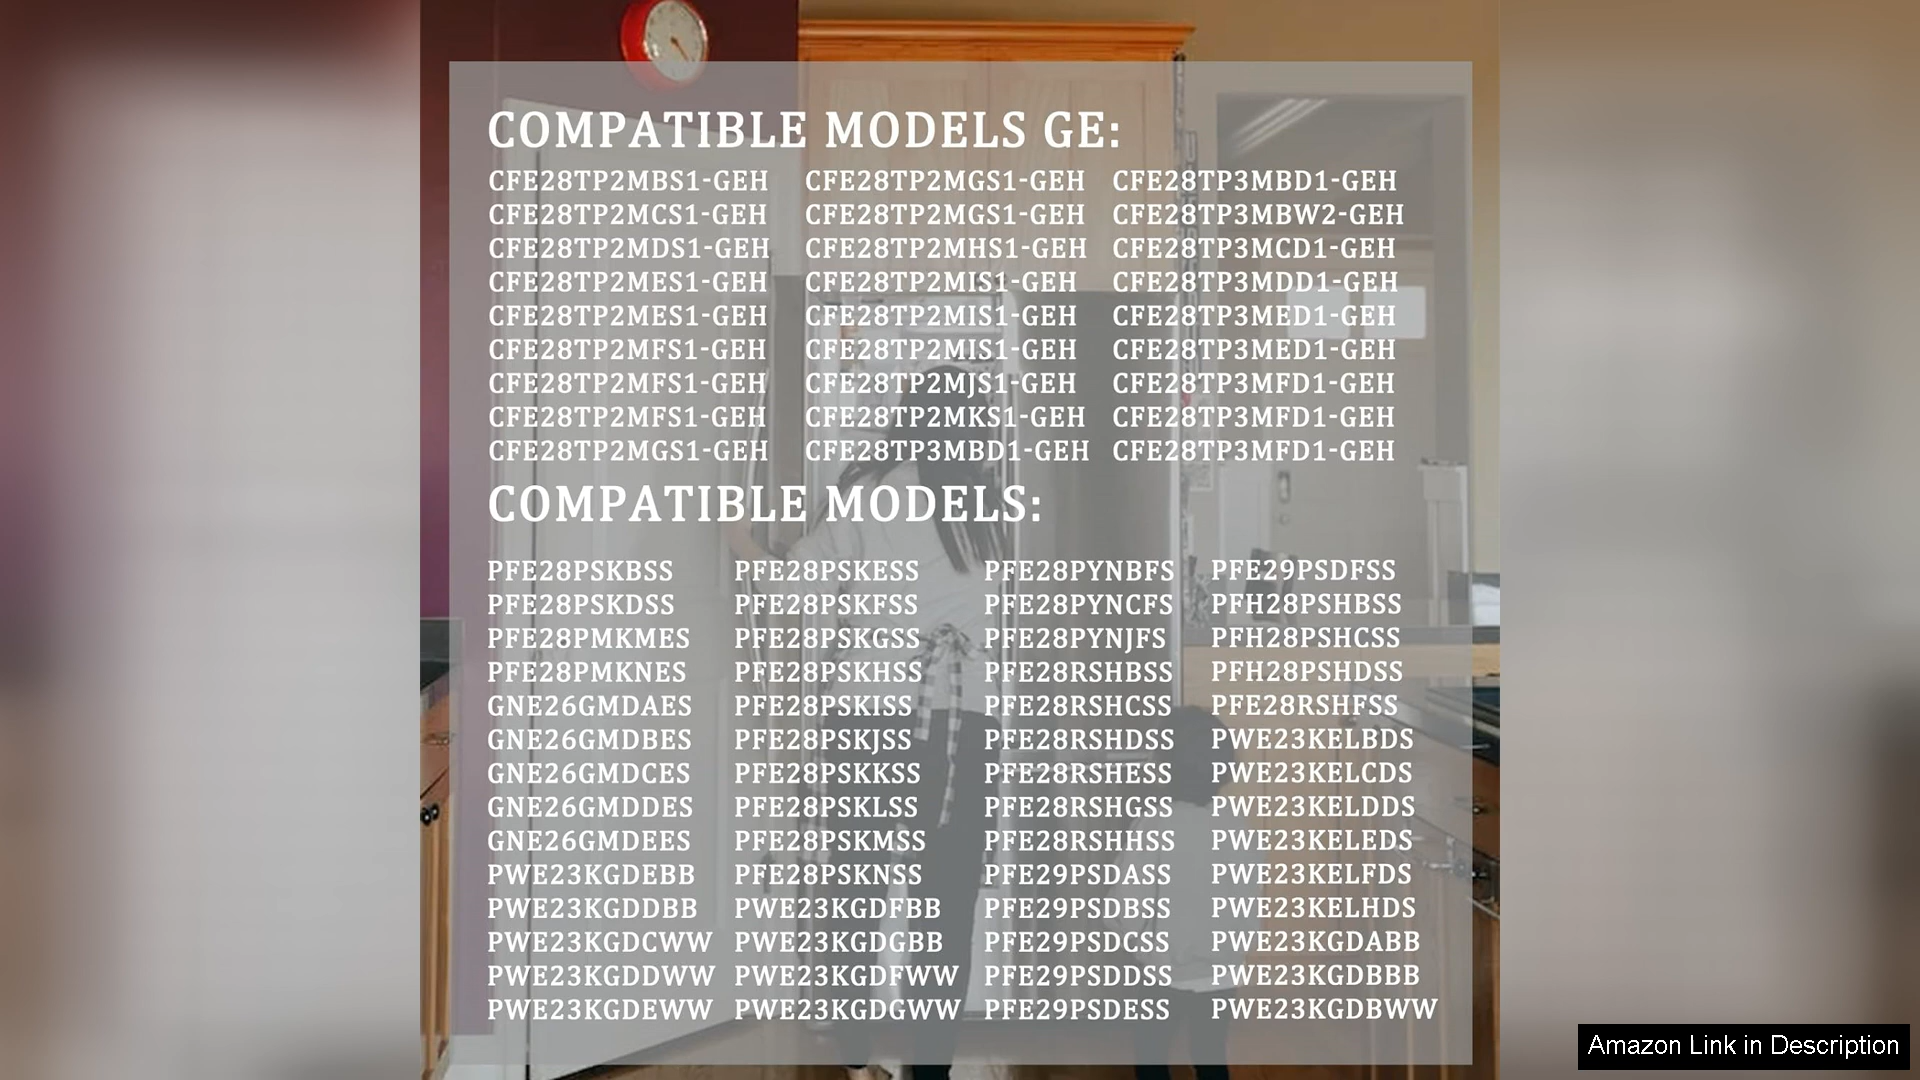 COMPATIBLE MODELS GE:
CFE28TP2MBS1-GEH CFE28TP2MGS1-GEH CFE28TP3MBD1-GEH
CFE28TP2MCS1-GEH CFE28TP2MGS1-GEH CFE28TP3MBW2-GEH
CFE28TP2MDS1-GEH CFE28TP2MHS1-GEH CFE28TP3MCD1-GEH
CFE28TP2MES1-GEH CFE28TP2MIS1-GEH CFE28TP3MDD1-GEH
CFE28TP2MES1-GEH CFE28TP2MIS1-GEH CFE28TP3MED1-GEH
CFE28TP2MFS1-GEH CFE28TP2MIS1-GEH CFE28TP3MED1-GEH
CFE28TP2MFS1-GEH CFE28TP2MJS1-GEH CFE28TP3MFD1-GEH
CFE28TP2MFS1-GEH CFE28TP2MKS1-GEH CFE28TP3MFD1-GEH
CFE28TP2MGS1-GEH CFE28TP3MBD1-GEH CFE28TP3MFD1-GEH
COMPATIBLE MODELS:
PFE28PSKBSS PFE28PSKESS PFE28PYNBFS PFE29PSDFSS
PFE28PSKDSS PFE28PSKFSS PFE28PYNCFS PFH28PSHBSS
PFE28PMKMES PFE28PSKGSS PFE28PYNJFS PFH28PSHCSS
PFE28PMKNES PFE28PSKHSS PFE28RSHBSS PFH28PSHDSS
GNE26GMDAES PFE28PSKISS PFE28RSHCSS PFE28RSHFSS
GNE26GMDBES PFE28PSKJSS PFE28RSHDSS PWE23KELBDS
GNE26GMDCES PFE28PSKKSS PFE28RSHESS PWE23KELCDS
GNE26GMDDES PFE28PSKLSS PFE28RSHGSS PWE23KELDDS
GNE26GMDEES PFE28PSKMSS PFE28RSHHSS PWE23KELEDS
PWE23KGDEBB PFE28PSKNSS PFE29PSDASS PWE23KELFDS
PWE23KGDDBB PWE23KGDFBB PFE29PSDBSS PWE23KELHDS
PWE23KGDCWW PWE23KGDGBB PFE29PSDCSS PWE23KGDABB
PWE23KGDDWW PWE23KGDFWW PFE29PSDDSS PWE23KGDBBB
PWE23KGDEWW PWE23KGDGWW PFE29PSDESS PWE23KGDBWW
Amazon Link in Description